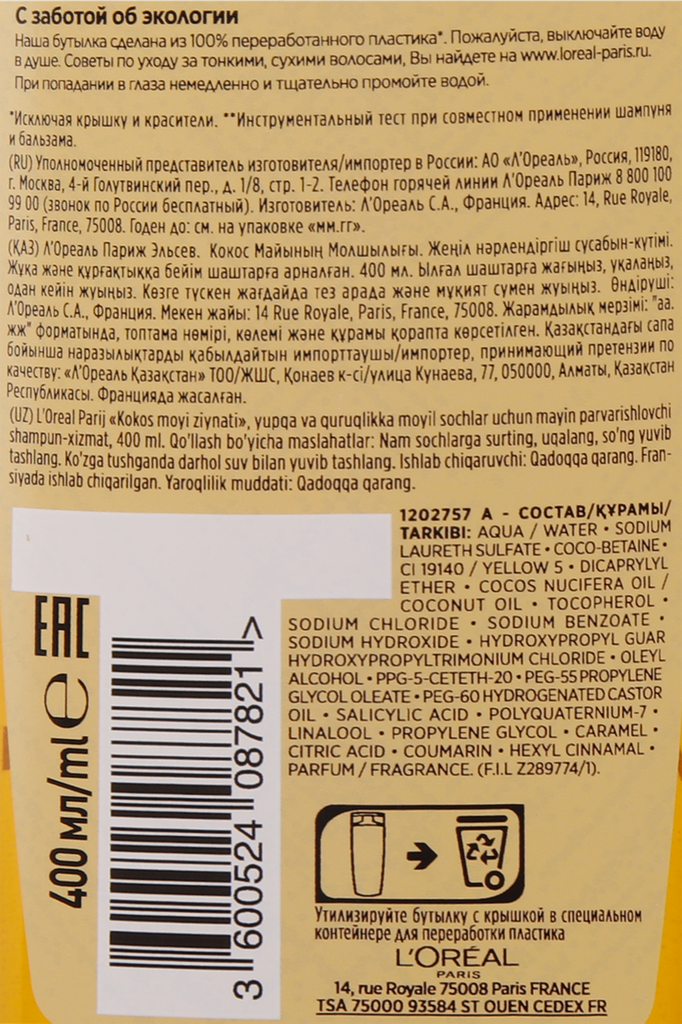 С заботой об экологии
Наша бутылка сделана из 100% переработанного пластика*. Пожалуйста, выключайте воду
в душе. Советы по уходу за тонкими, сухими волосами, Вы найдете на www.loreal-paris.ru.
При попадании в глаза немедленно и тщательно промойте водой.
*Исключая крышку и красители. **Инструментальный тест при совместном применении шампуня
и бальзама.
(RU) Уполномоченный представитель изготовителя/импортер в России: АО «Л'Ореаль», Россия, 119180,
г. Москва, 4-й Голутвинский пер., д. 1/8, стр. 1-2. Телефон горячей линии Л'Ореаль Париж 8 800 100
99 00 (звонок по России бесплатный). Изготовитель: Л'Ореаль С.А., Франция. Адрес: 14, Rue Royale,
Paris, France, 75008. Годен до: см. на упаковке «мм.гг».
(ҚАЗ) Л'Ореаль Париж Эльсев. Кокос Майының Молшылығы. Жеңіл нәрлендіргіш сусабын-күтімі.
Жұқа және құрғақтыққа бейім шаштарға арналған. 400 мл. Ылғал шаштарға жағыңыз, уқалаңыз,
одан кейін жуыңыз. Көзге түскен жағдайда тез арада және мұқият сумен жуыңыз. Өндіруші:
Л'Ореаль С.А., Франция. Мекен жайы: 14 Rue Royale, Paris, France, 75008. Жарамдылық мерзімі: "аа.
жж" форматында, топтама нөмірі, көлемі және құрамы қорапта көрсетілген. Қазақстандағы сапа
бойынша наразылықтарды қабылдайтын импорттаушы/импортер, принимающий претензии по
качеству: «Л'Ореаль Қазақстан» ТОО/ЖШС, Қонаев к-сі/улица Кунаева, 77, 050000, Алматы, Қазақстан
Республикасы. Францияда жасалған.
(UZ) L'Oreal Parij «Kokos moyi ziynati», yupqa va quruqlikka moyil sochlar uchun mayin parvarishlovchi
shampun-xizmat, 400 ml. Qo'llash bo'yicha maslahatlar: Nam sochlarga surting, uqalang, so'ng yuvib
tashlang. Ko'zga tushganda darhol suv bilan yuvib tashlang. Ishlab chiqaruvchi: Qadoqqa qarang. Fran-
siyada ishlab chiqarilgan. Yaroqlilik muddati: Qadoqqa qarang.
1202757 A - СОСТАВ/ҚҰРАМЫ/
TARKIBI: AQUA / WATER • SODIUM
LAURETH SULFATE • COCO-BETAINE •
CI 19140 / YELLOW 5 • DICAPRYLYL
ETHER • COCOS NUCIFERA OIL /
COCONUT OIL • TOCOPHEROL •
SODIUM CHLORIDE • SODIUM BENZOATE •
SODIUM HYDROXIDE • HYDROXYPROPYL GUAR
HYDROXYPROPYLTRIMONIUM CHLORIDE • OLEYL
ALCOHOL • PPG-5-CETETH-20 • PEG-55 PROPYLENE
GLYCOL OLEATE • PEG-60 HYDROGENATED CASTOR
OIL • SALICYLIC ACID • POLYQUATERNIUM-7 •
LINALOOL • PROPYLENE GLYCOL • CARAMEL •
CITRIC ACID • COUMARIN • HEXYL CINNAMAL •
PARFUM / FRAGRANCE. (F.I.L Z289774/1).
EAC
400 мл/ml e
3 600524 087821 >
Утилизируйте бутылку с крышкой в специальном
контейнере для переработки пластика
L'ORÉAL
PARIS
14, rue Royale 75008 Paris FRANCE
TSA 75000 93584 ST OUEN CEDEX FR